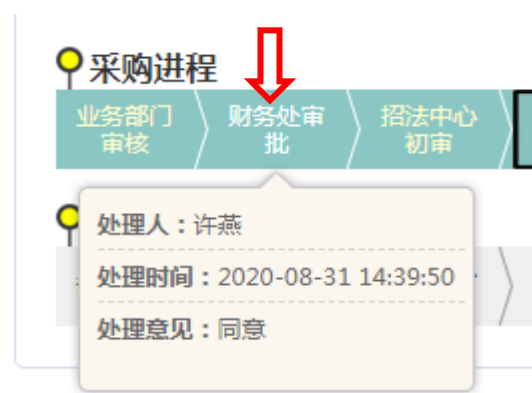 采购进程
业务部门 财务处审 招法中心
审核 批 初审
处理人：许燕
处理时间：2020-08-31 14:39:50
处理意见：同意